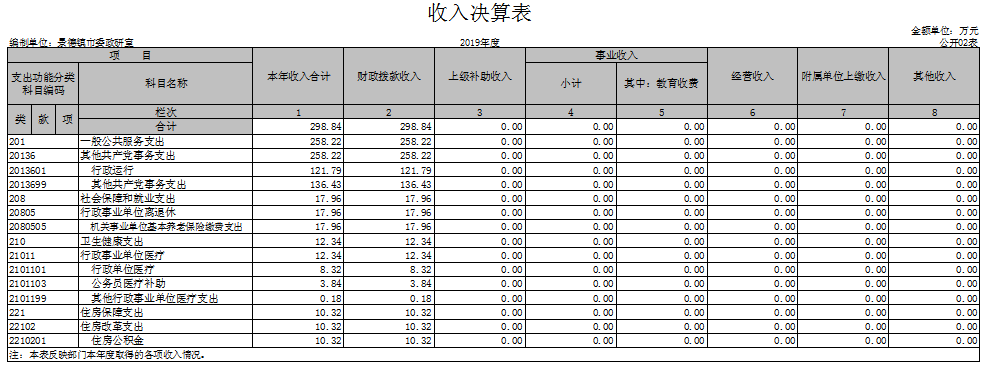 收入决算表
金额单位：万元
编制单位：景德镇市委政研室 2019年度 公开02表
项 目 本年收入合计 财政拨款收入 上级补助收入 事业收入 经营收入 附属单位上缴收入 其他收入
支出功能分类科目编码 科目名称 小计 其中：教育收费
类 款 项 栏次 1 2 3 4 5 6 7 8
合计 298.84 298.84 0.00 0.00 0.00 0.00 0.00 0.00
201 一般公共服务支出 258.22 258.22 0.00 0.00 0.00 0.00 0.00 0.00
20136 其他共产党事务支出 258.22 258.22 0.00 0.00 0.00 0.00 0.00 0.00
2013601 行政运行 121.79 121.79 0.00 0.00 0.00 0.00 0.00 0.00
2013699 其他共产党事务支出 136.43 136.43 0.00 0.00 0.00 0.00 0.00 0.00
208 社会保障和就业支出 17.96 17.96 0.00 0.00 0.00 0.00 0.00 0.00
20805 行政事业单位离退休 17.96 17.96 0.00 0.00 0.00 0.00 0.00 0.00
2080505 机关事业单位基本养老保险缴费支出 17.96 17.96 0.00 0.00 0.00 0.00 0.00 0.00
210 卫生健康支出 12.34 12.34 0.00 0.00 0.00 0.00 0.00 0.00
21011 行政事业单位医疗 12.34 12.34 0.00 0.00 0.00 0.00 0.00 0.00
2101101 行政单位医疗 8.32 8.32 0.00 0.00 0.00 0.00 0.00 0.00
2101103 公务员医疗补助 3.84 3.84 0.00 0.00 0.00 0.00 0.00 0.00
2101199 其他行政事业单位医疗支出 0.18 0.18 0.00 0.00 0.00 0.00 0.00 0.00
221 住房保障支出 10.32 10.32 0.00 0.00 0.00 0.00 0.00 0.00
22102 住房改革支出 10.32 10.32 0.00 0.00 0.00 0.00 0.00 0.00
2210201 住房公积金 10.32 10.32 0.00 0.00 0.00 0.00 0.00 0.00
注：本表反映部门本年度取得的各项收入情况。